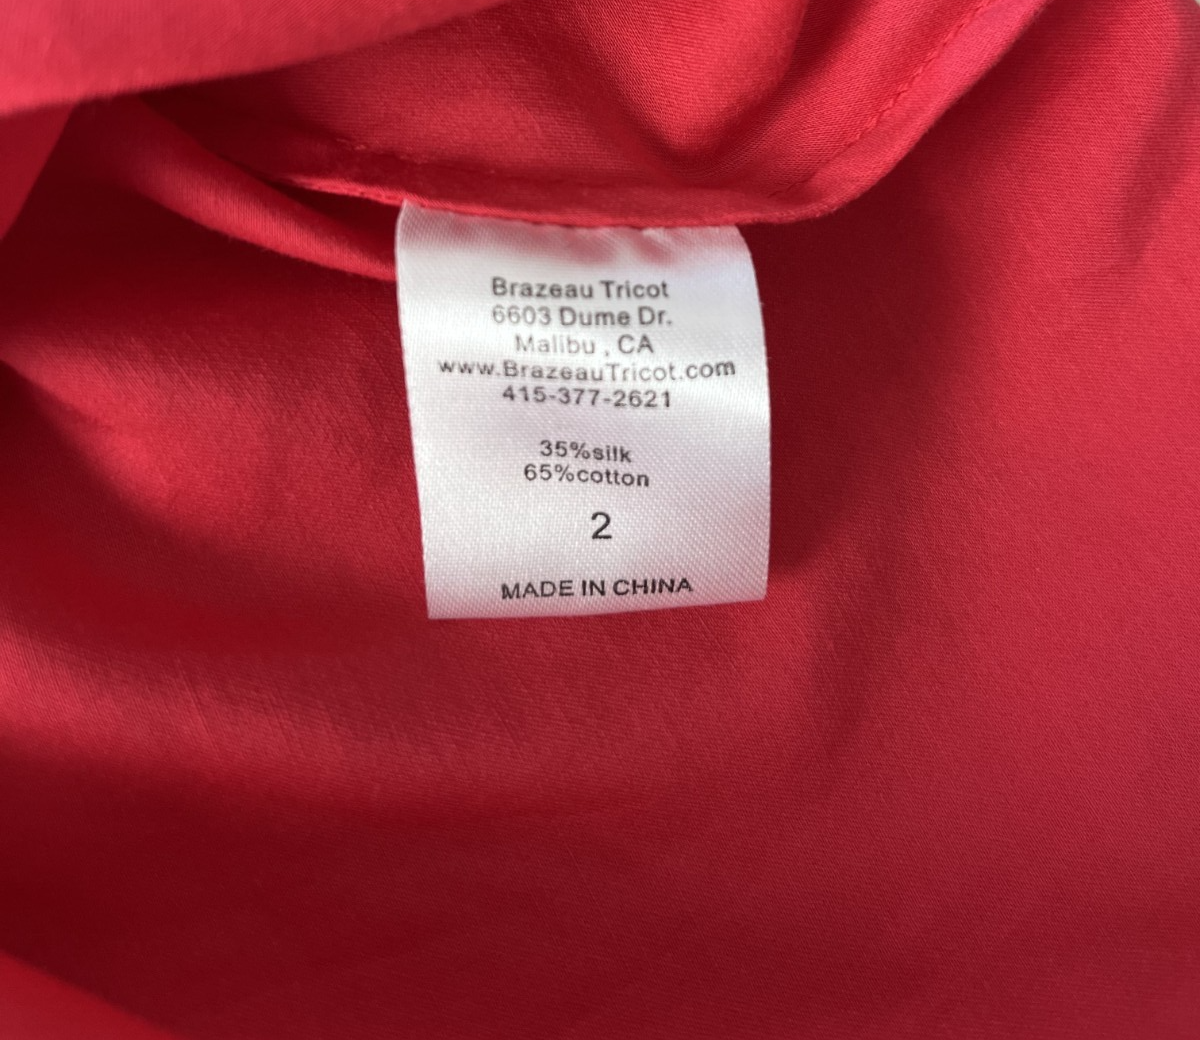 Brazeau Tricot
6603 Dume Dr.
Malibu , CA
www.BrazeauTricot.com
415-377-2621
35%silk
65%cotton
2
MADE IN CHINA